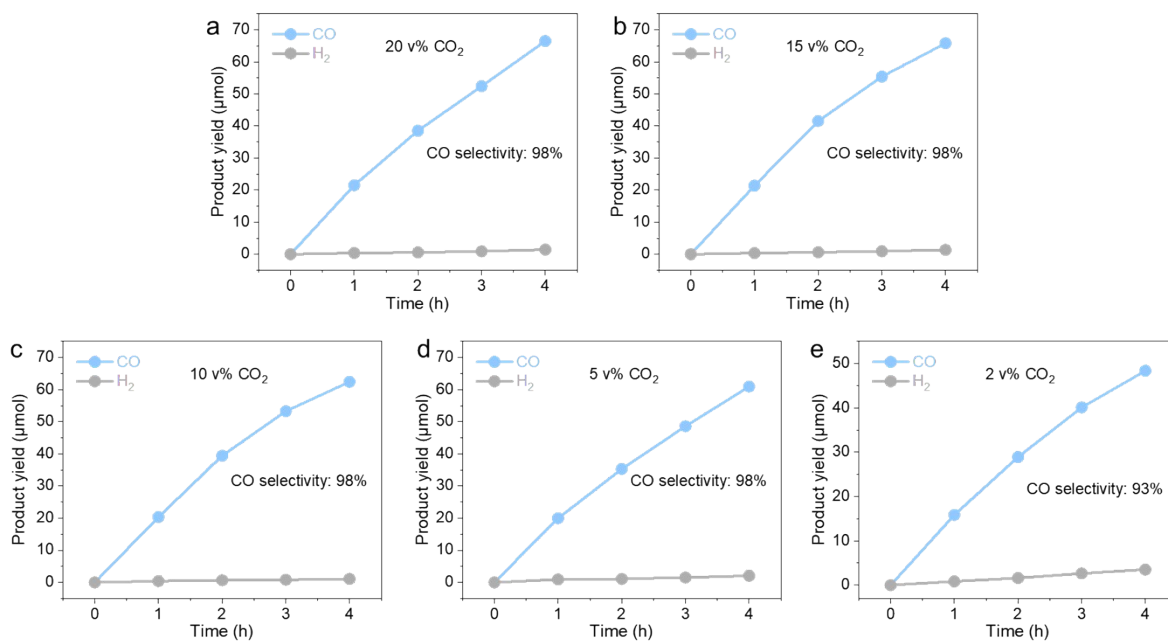 a
CO
H₂
20 v% CO₂
CO selectivity: 98%
Product yield (μmol)
70
60
50
40
30
20
10
0
0 1 2 3 4
Time (h)
b
CO
H₂
15 v% CO₂
CO selectivity: 98%
Product yield (μmol)
70
60
50
40
30
20
10
0
0 1 2 3 4
Time (h)
c
CO
H₂
10 v% CO₂
CO selectivity: 98%
Product yield (μmol)
70
60
50
40
30
20
10
0
0 1 2 3 4
Time (h)
d
CO
H₂
5 v% CO₂
CO selectivity: 98%
Product yield (μmol)
70
60
50
40
30
20
10
0
0 1 2 3 4
Time (h)
e
CO
H₂
2 v% CO₂
CO selectivity: 93%
Product yield (μmol)
50
40
30
20
10
0
0 1 2 3 4
Time (h)